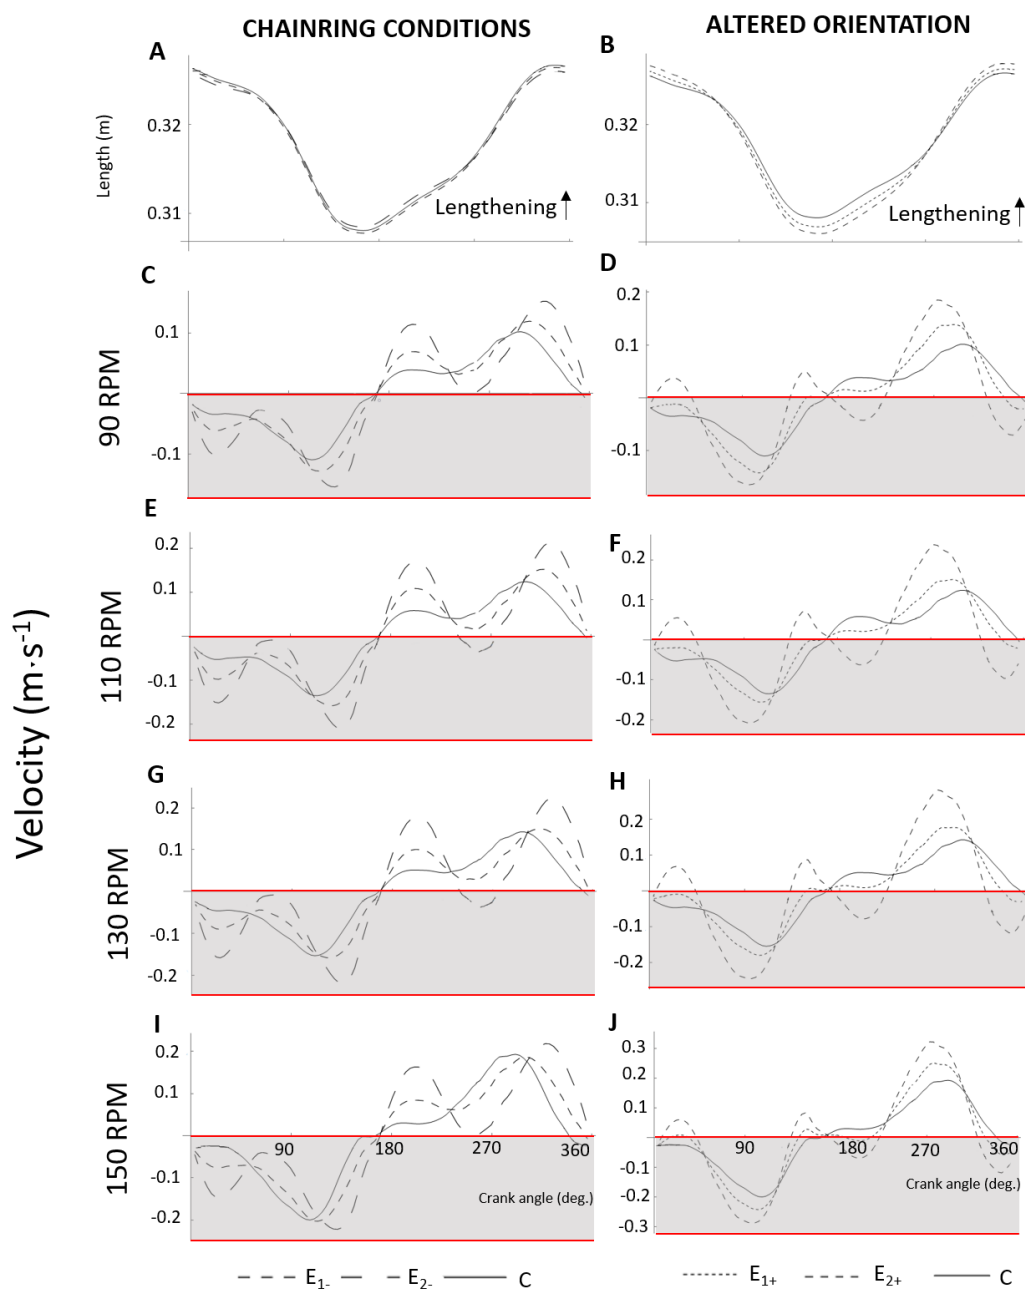 CHAINRING CONDITIONS
ALTERED ORIENTATION
A
B
Length (m)
0.32
0.31
Lengthening
0.32
0.31
Lengthening
C
D
90 RPM
0.1
-0.1
0.2
0.1
-0.1
E
F
Velocity (m·s-1)
110 RPM
0.2
0.1
-0.1
-0.2
0.2
0.1
-0.1
-0.2
G
H
130 RPM
0.2
0.1
-0.1
-0.2
0.2
0.1
-0.1
-0.2
I
J
150 RPM
0.2
0.1
-0.1
-0.2
90 180 270 360
Crank angle (deg.)
0.3
0.2
0.1
-0.1
-0.2
-0.3
90 180 270 360
Crank angle (deg.)
E1- E2- C
E1+ E2+ C